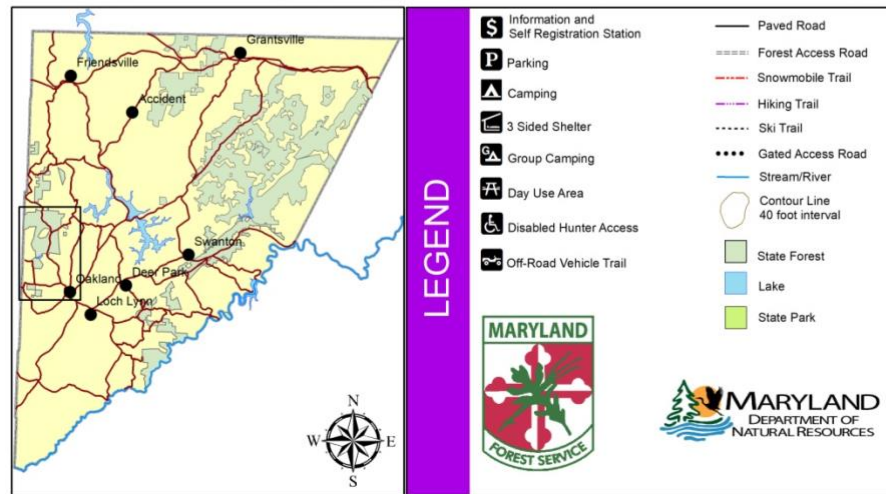 Grantsville
Friendsville
Accident
Swanton
Oakland
Deer Park
Loch Lynn
N
W
E
S
LEGEND
$
Information and
Self Registration Station
P
Parking
Camping
3 Sided Shelter
G
Group Camping
Day Use Area
Disabled Hunter Access
Off-Road Vehicle Trail
Paved Road
Forest Access Road
Snowmobile Trail
Hiking Trail
Ski Trail
Gated Access Road
Stream/River
Contour Line
40 foot interval
State Forest
Lake
State Park
MARYLAND
FOREST SERVICE
MARYLAND
DEPARTMENT OF
NATURAL RESOURCES